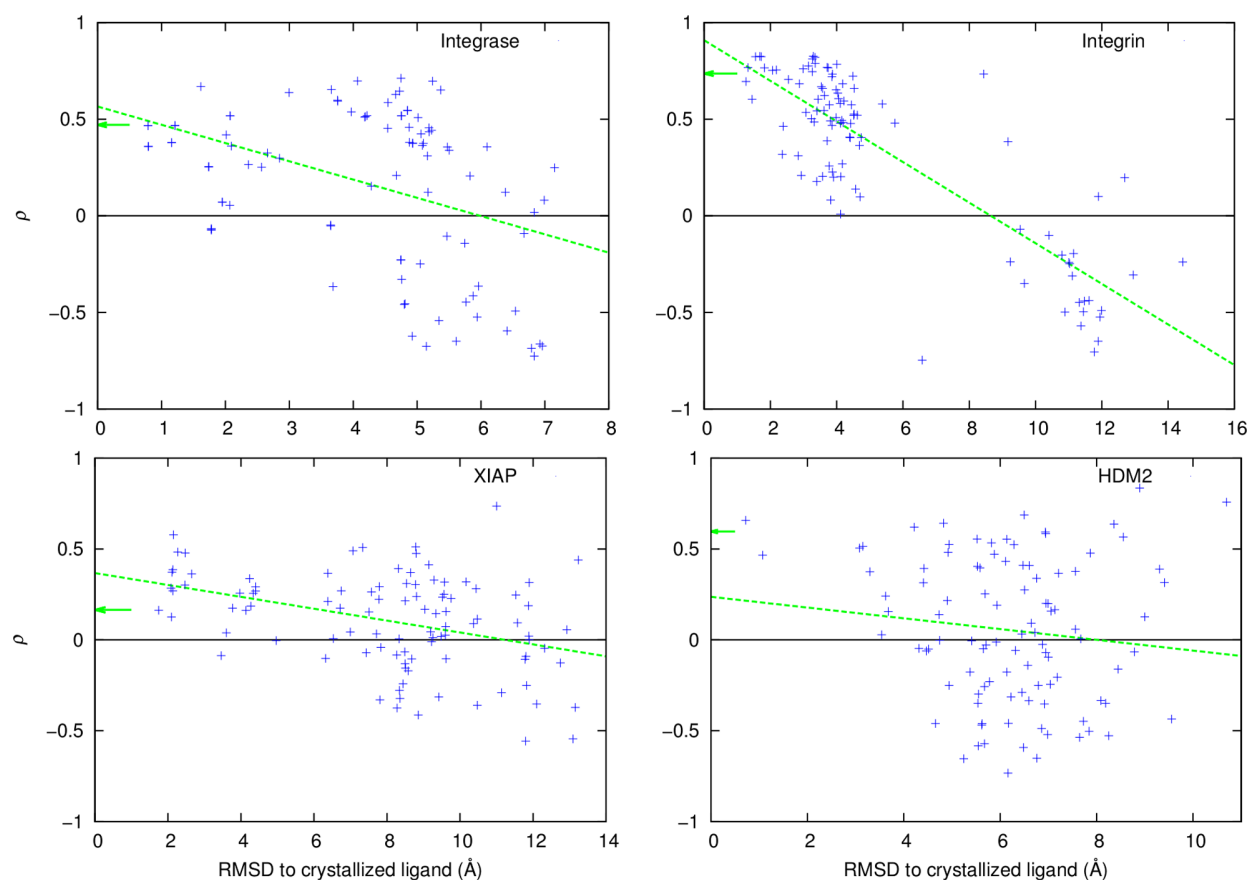 1
Integrase
0.5
ρ
0
−0.5
−1
0 1 2 3 4 5 6 7 8
1
Integrin
0.5
0
−0.5
−1
0 2 4 6 8 10 12 14 16
1
XIAP
0.5
ρ
0
−0.5
−1
0 2 4 6 8 10 12 14
RMSD to crystallized ligand (Å)
1
HDM2
0.5
0
−0.5
−1
0 2 4 6 8 10
RMSD to crystallized ligand (Å)